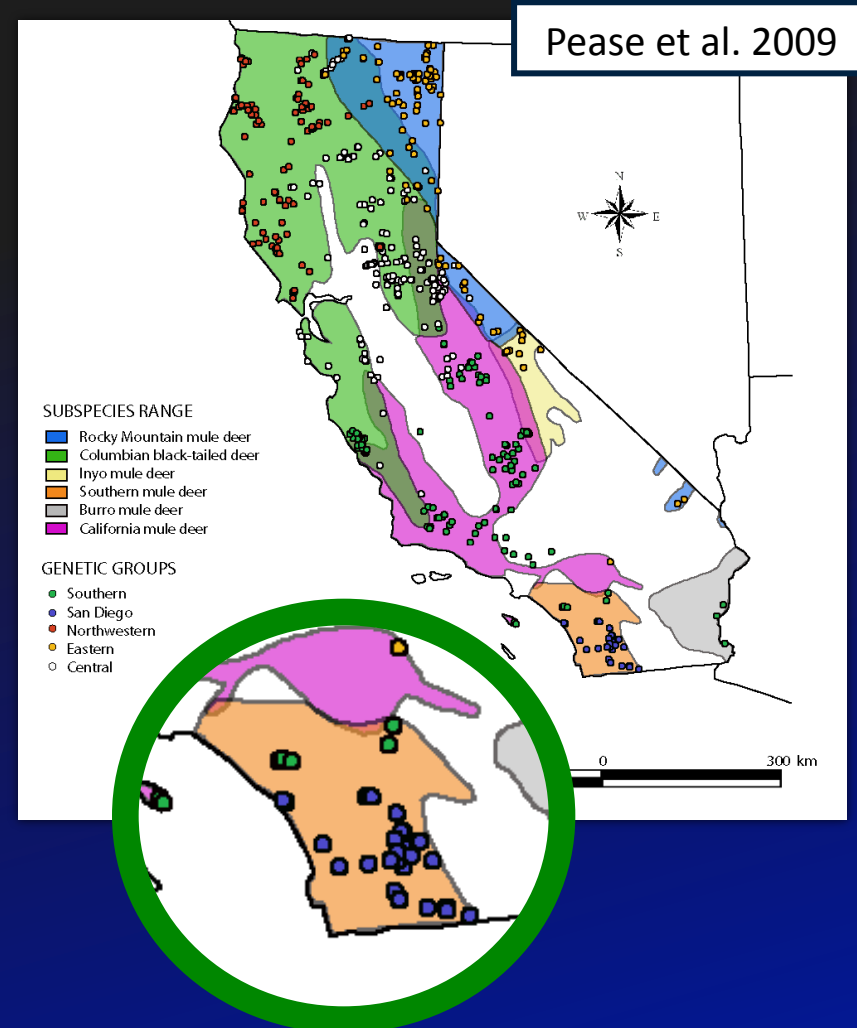 Pease et al. 2009
N
W E
S
SUBSPECIES RANGE
Rocky Mountain mule deer
Columbian black-tailed deer
Inyo mule deer
Southern mule deer
Burro mule deer
California mule deer
GENETIC GROUPS
Southern
San Diego
Northwestern
Eastern
Central
0 300 km